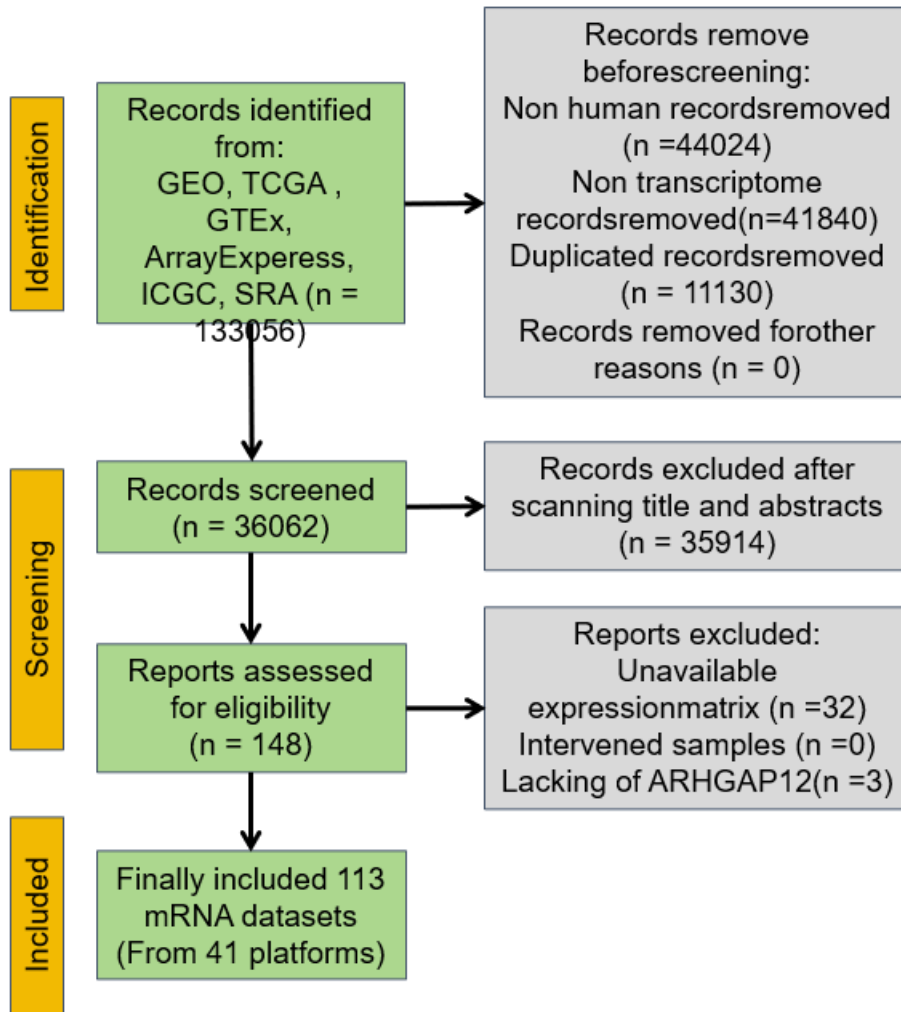 Identification
Records identified
from:
GEO, TCGA ,
GTEx,
ArrayExperess,
ICGC, SRA (n =
133056)
Records remove
beforescreening:
Non human recordsremoved
(n =44024)
Non transcriptome
recordsremoved(n=41840)
Duplicated recordsremoved
(n = 11130)
Records removed forother
reasons (n = 0)
Screening
Records screened
(n = 36062)
Records excluded after
scanning title and abstracts
(n = 35914)
Reports assessed
for eligibility
(n = 148)
Reports excluded:
Unavailable
expressionmatrix (n =32)
Intervened samples (n =0)
Lacking of ARHGAP12(n =3)
Included
Finally included 113
mRNA datasets
(From 41 platforms)